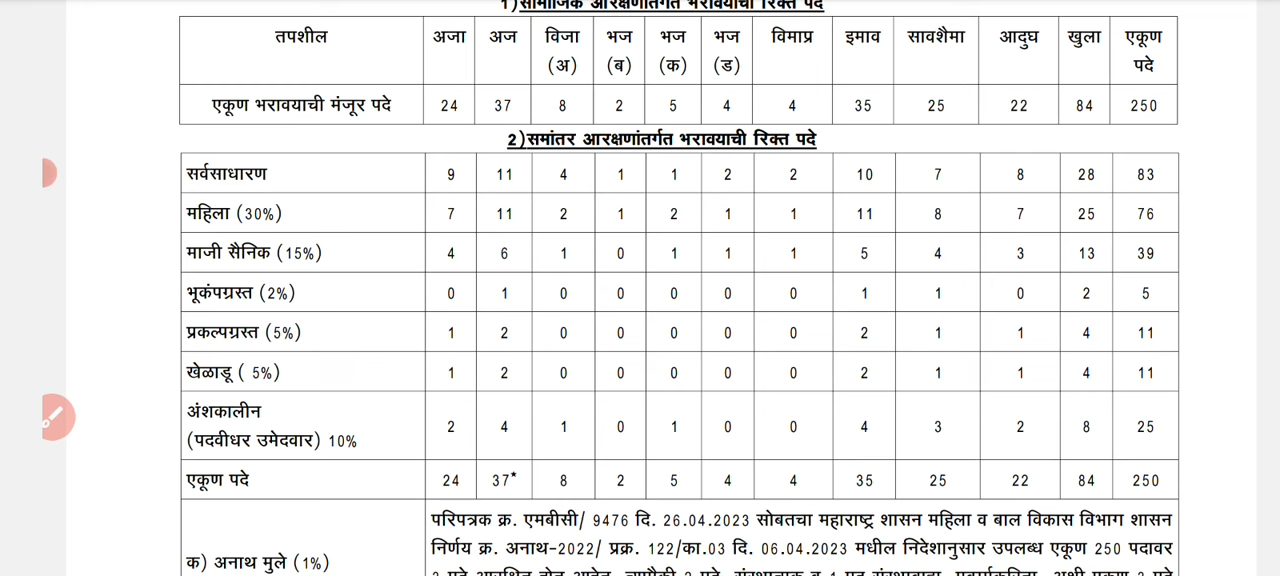 1)सामाजिक आरक्षणांतर्गत भरावयाची रिक्त पदे
तपशील अजा अज विजा (अ) भज (ब) भज (क) भज (ड) विमाप्र इमाव सावशैमा आदुघ खुला एकूण पदे
एकूण भरावयाची मंजूर पदे 24 37 8 2 5 4 4 35 25 22 84 250
2)समांतर आरक्षणांतर्गत भरावयाची रिक्त पदे
सर्वसाधारण 9 11 4 1 1 2 2 10 7 8 28 83
महिला (30%) 7 11 2 1 2 1 1 11 8 7 25 76
माजी सैनिक (15%) 4 6 1 0 1 1 1 5 4 3 13 39
भूकंपग्रस्त (2%) 0 1 0 0 0 0 0 1 1 0 2 5
प्रकल्पग्रस्त (5%) 1 2 0 0 0 0 0 2 1 1 4 11
खेळाडू ( 5%) 1 2 0 0 0 0 0 2 1 1 4 11
अंशकालीन
(पदवीधर उमेदवार) 10% 2 4 1 0 1 0 0 4 3 2 8 25
एकूण पदे 24 37* 8 2 5 4 4 35 25 22 84 250
परिपत्रक क्र. एमबीसी/ 9476 दि. 26.04.2023 सोबतचा महाराष्ट्र शासन महिला व बाल विकास विभाग शासन
निर्णय क्र. अनाथ-2022/ प्रक्र. 122/का.03 दि. 06.04.2023 मधील निदेशानुसार उपलब्ध एकूण 250 पदावर
क) अनाथ मुले (1%)